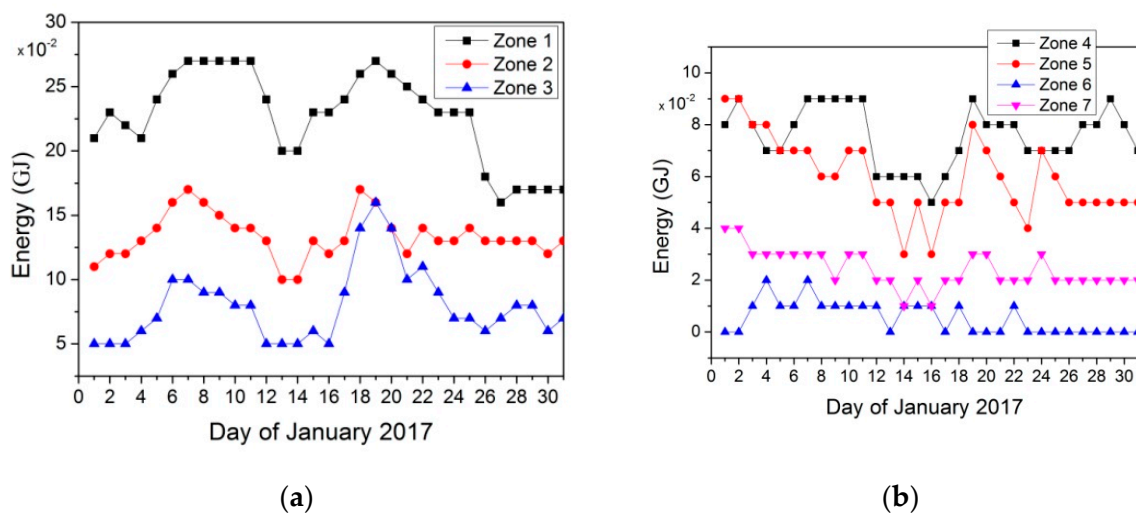 30
×10⁻²
25
20
15
10
5
Energy (GJ)
Zone 1
Zone 2
Zone 3
0 2 4 6 8 10 12 14 16 18 20 22 24 26 28 30
Day of January 2017
(a)
10
×10⁻²
8
6
4
2
0
Energy (GJ)
Zone 4
Zone 5
Zone 6
Zone 7
0 2 4 6 8 10 12 14 16 18 20 22 24 26 28 30
Day of January 2017
(b)